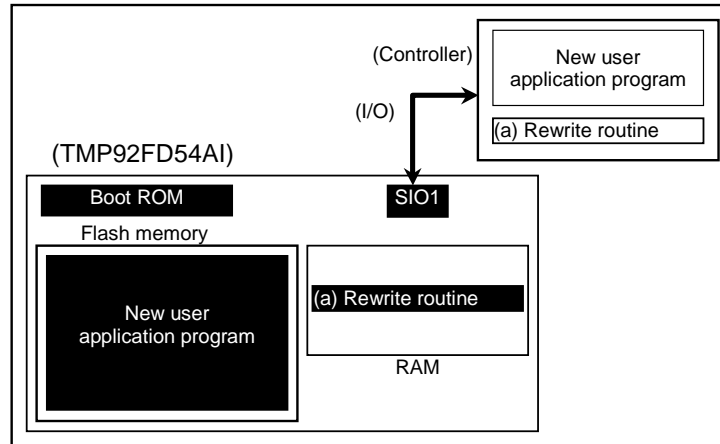 (Controller)
New user
application program
(I/O)
(a) Rewrite routine
(TMP92FD54AI)
Boot ROM
SIO1
Flash memory
New user
application program
(a) Rewrite routine
RAM